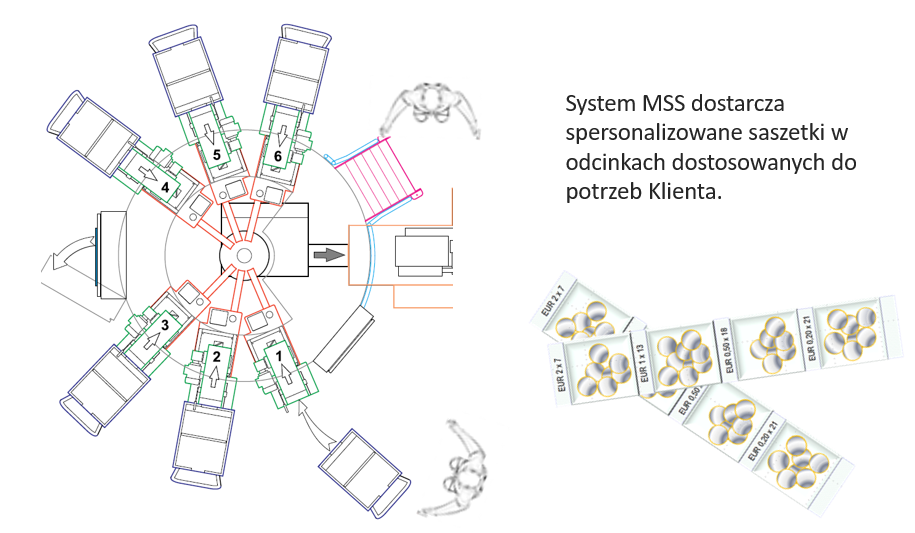 System MSS dostarcza
spersonalizowane saszetki w
odcinkach dostosowanych do
potrzeb Klienta.
5
6
4
3
2
1
EUR 2 x 7
EUR 2 x 7
EUR 1 x 13
EUR 0.50 x 18
EUR 0.20 x 21
EUR 0.50
EUR 0.20 x 21